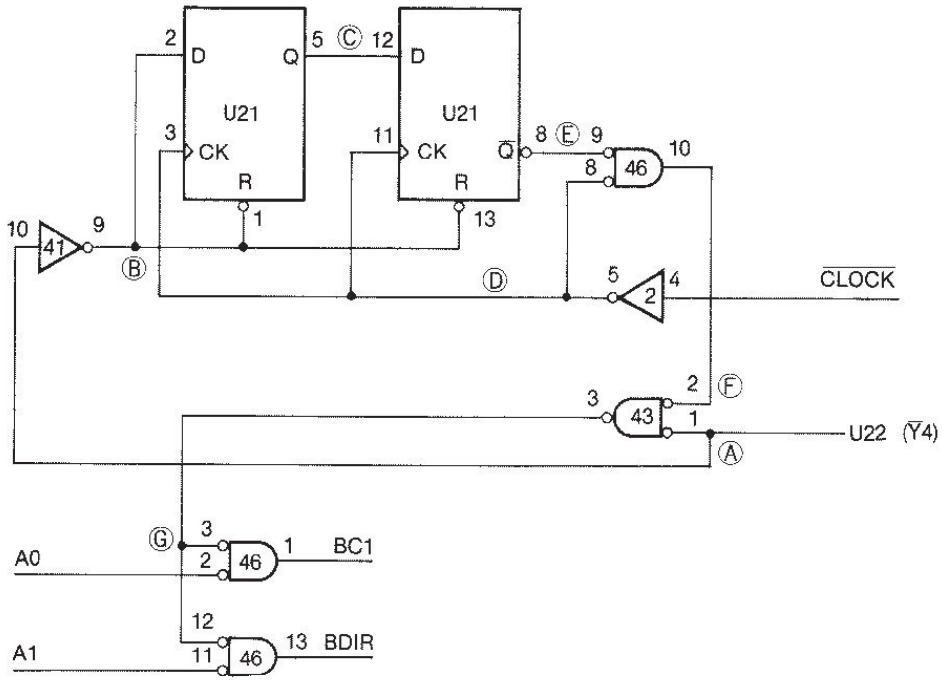 2 D Q 5 Ⓒ 12 D
U21 U21
3 CK 11 CK Q̅ 8 Ⓔ 9 10
8 46
R R
1 13
10 41 9
Ⓑ
Ⓓ 5 2 4 C̅L̅O̅C̅K̅
3 43 2 Ⓕ
1 U22 (Y̅4)
Ⓐ
Ⓖ 3 46 1 BC1
A0 2
12 46 13 BDIR
A1 11